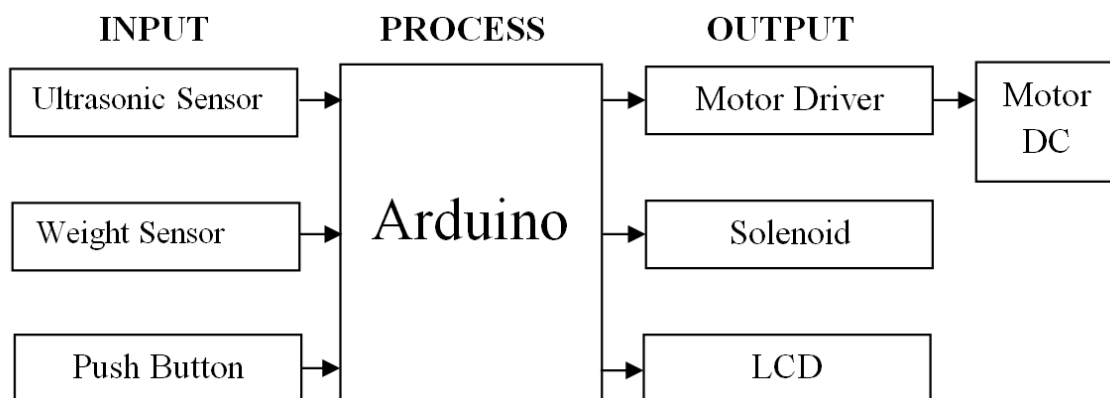 INPUT
PROCESS
OUTPUT
Ultrasonic Sensor
Weight Sensor
Push Button
Arduino
Motor Driver
Solenoid
LCD
Motor
DC